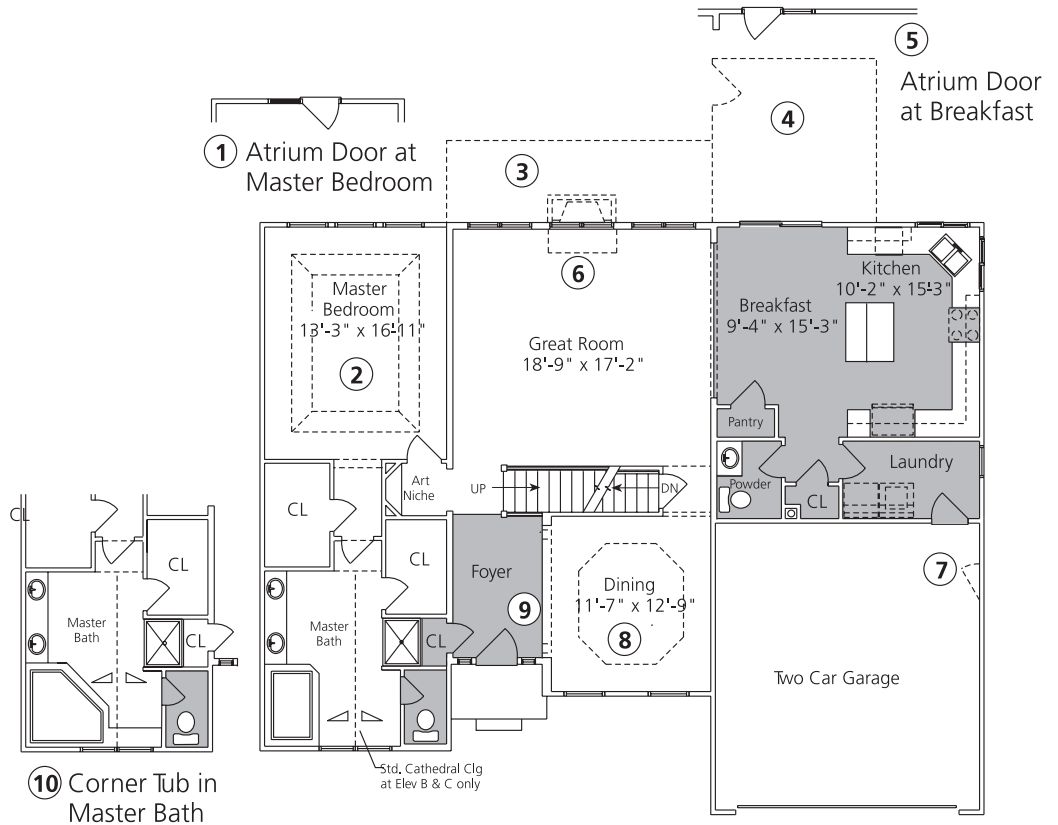 5
Atrium Door
at Breakfast
1 Atrium Door at
Master Bedroom
3
4
6
Master
Bedroom
13'-3" x 16'-11"
2
Great Room
18'-9" x 17'-2"
Kitchen
10'-2" x 15'-3"
Breakfast
9'-4" x 15'-3"
Pantry
Laundry
Powder
CL
Art
Niche
UP
DN
CL
CL
CL
CL
CL
Foyer
9
Dining
11'-7" x 12'-9"
8
7
Two Car Garage
Master
Bath
CL
Master
Bath
CL
Std. Cathedral Clg
at Elev B & C only
10 Corner Tub in
Master Bath